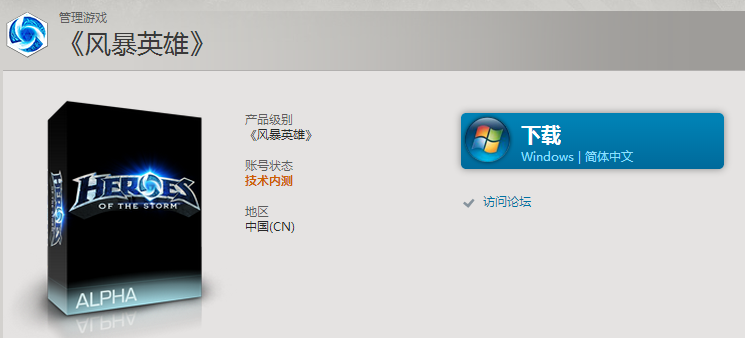 管理游戏
《风暴英雄》
产品级别
《风暴英雄》
账号状态
技术内测
地区
中国(CN)
HEROES
OF THE STORM
HEROES
ALPHA
下载
Windows | 简体中文
访问论坛